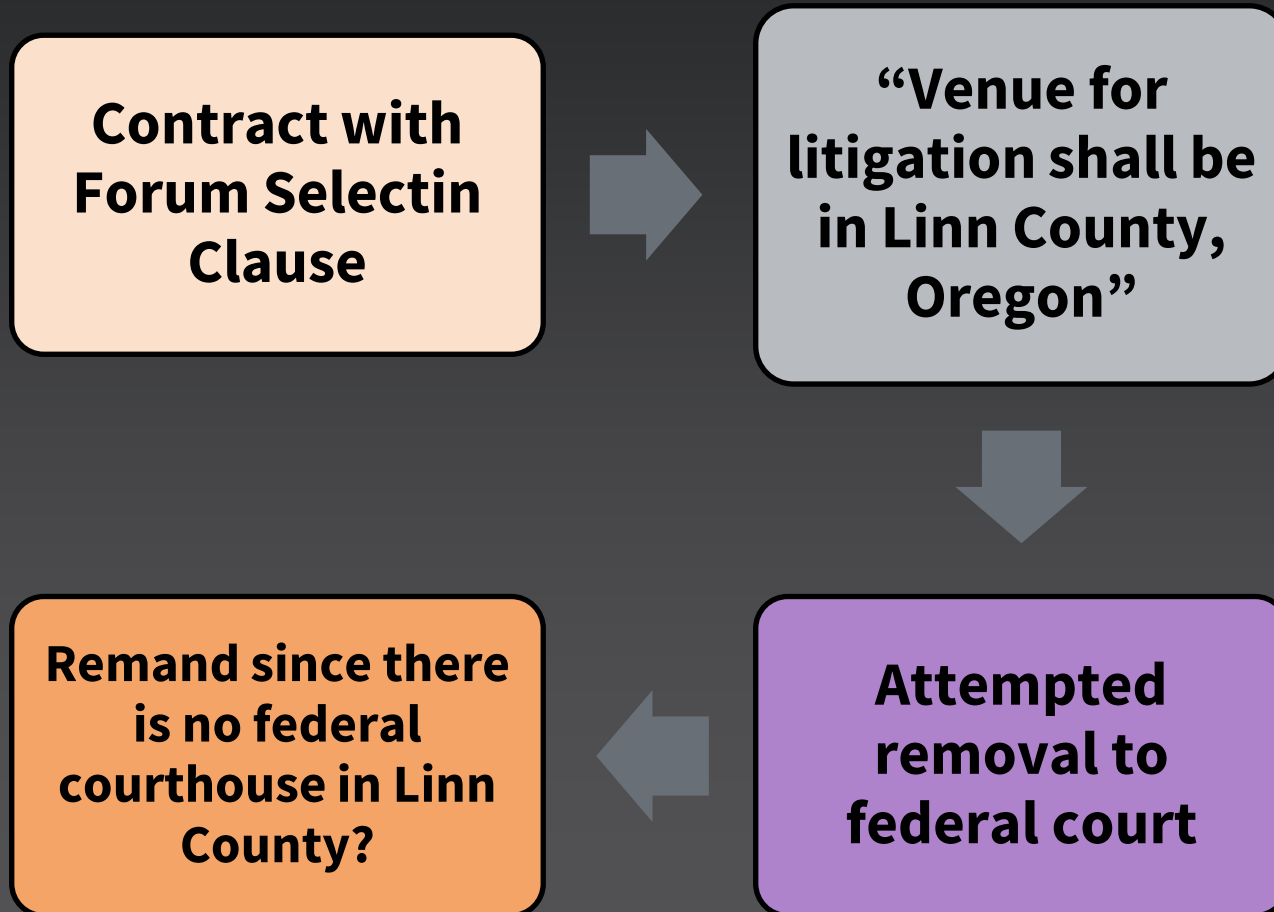 Contract with
Forum Selectin
Clause
“Venue for
litigation shall be
in Linn County,
Oregon”
Attempted
removal to
federal court
Remand since there
is no federal
courthouse in Linn
County?